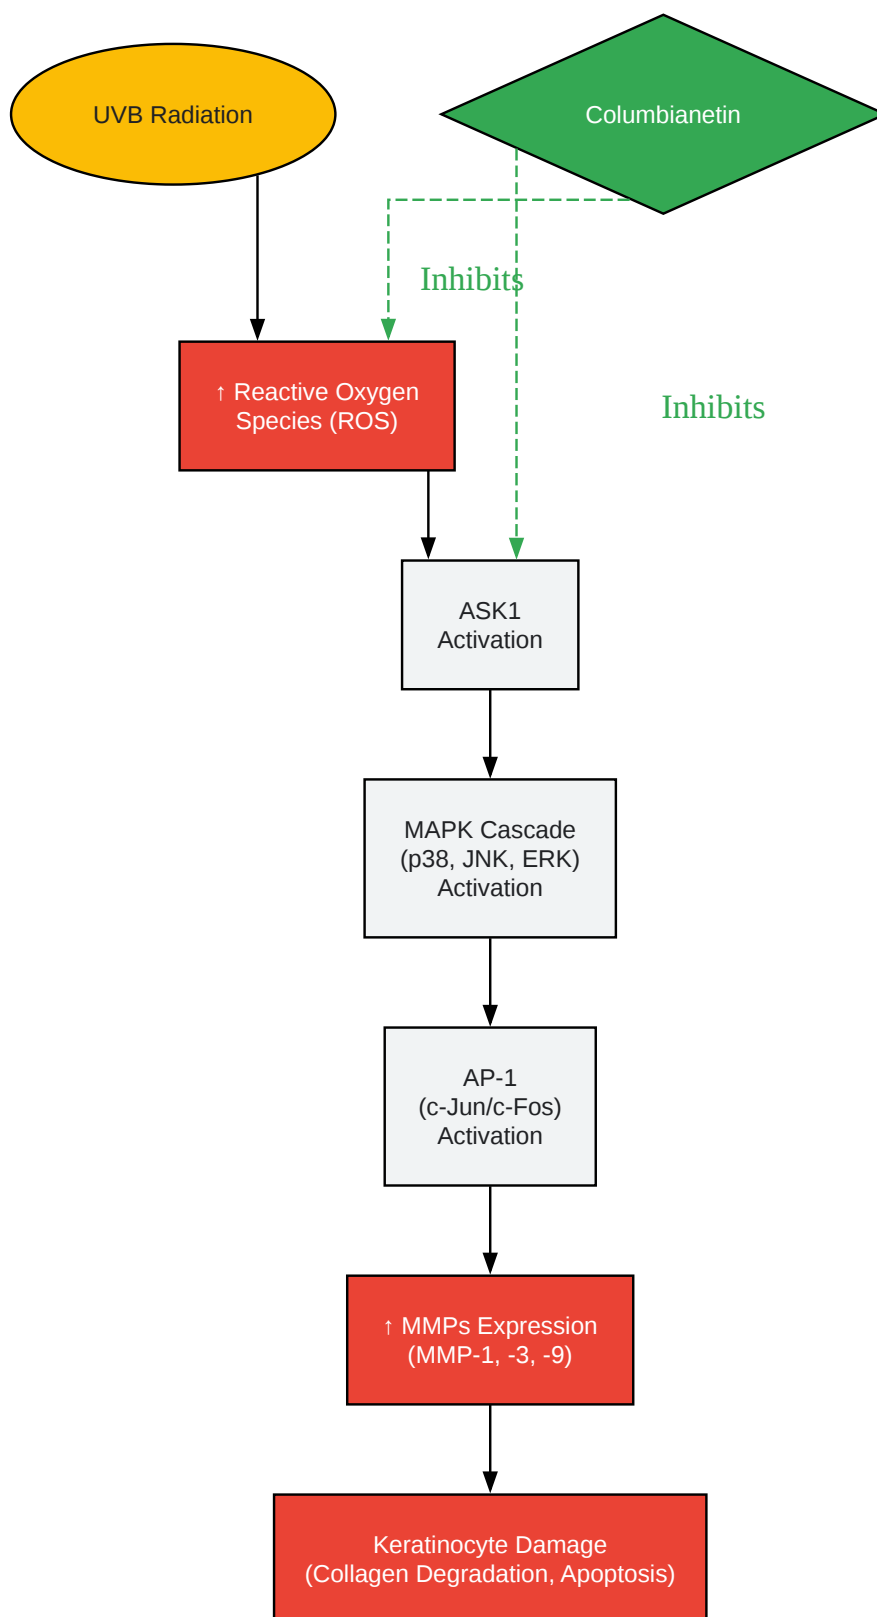 UVB Radiation
Columbianetin
Inhibits
↑ Reactive Oxygen
Species (ROS)
Inhibits
ASK1
Activation
MAPK Cascade
(p38, JNK, ERK)
Activation
AP-1
(c-Jun/c-Fos)
Activation
↑ MMPs Expression
(MMP-1, -3, -9)
Keratinocyte Damage
(Collagen Degradation, Apoptosis)